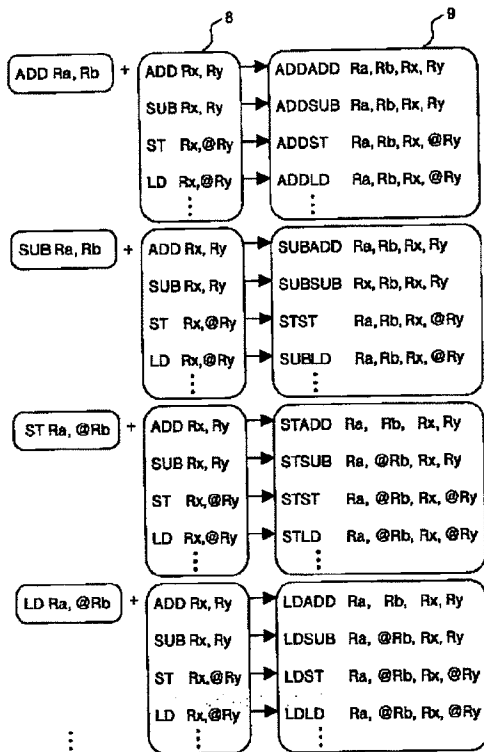 8 9
ADD Ra, Rb + ADD Rx, Ry ADDADD Ra, Rb, Rx, Ry
SUB Rx, Ry ADDSUB Ra, Rb, Rx, Ry
ST Rx,@Ry ADDST Ra, Rb, Rx, @Ry
LD Rx,@Ry ADDLD Ra, Rb, Rx, @Ry
SUB Ra, Rb + ADD Rx, Ry SUBADD Ra, Rb, Rx, Ry
SUB Rx, Ry SUBSUB Rx, Rb, Rx, Ry
ST Rx,@Ry STST Ra, Rb, Rx, @Ry
LD Rx,@Ry SUBLD Ra, Rb, Rx, @Ry
ST Ra, @Rb + ADD Rx, Ry STADD Ra, Rb, Rx, Ry
SUB Rx, Ry STSUB Ra, @Rb, Rx, Ry
ST Rx,@Ry STST Ra, @Rb, Rx, @Ry
LD Rx,@Ry STLD Ra, @Rb, Rx, @Ry
LD Ra, @Rb + ADD Rx, Ry LDADD Ra, Rb, Rx, Ry
SUB Rx, Ry LDSUB Ra, @Rb, Rx, Ry
ST Rx,@Ry LDST Ra, @Rb, Rx, @Ry
LD Rx,@Ry LDLD Ra, @Rb, Rx, @Ry